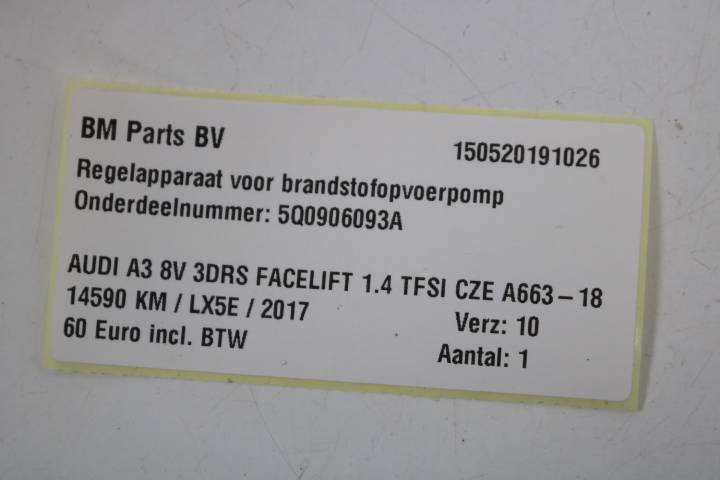 BM Parts BV
150520191026
Regelapparaat voor brandstofopvoerpomp
Onderdeelnummer: 5Q0906093A
AUDI A3 8V 3DRS FACELIFT 1.4 TFSI CZE A663-18
14590 KM / LX5E / 2017
Verz: 10
60 Euro incl. BTW
Aantal: 1